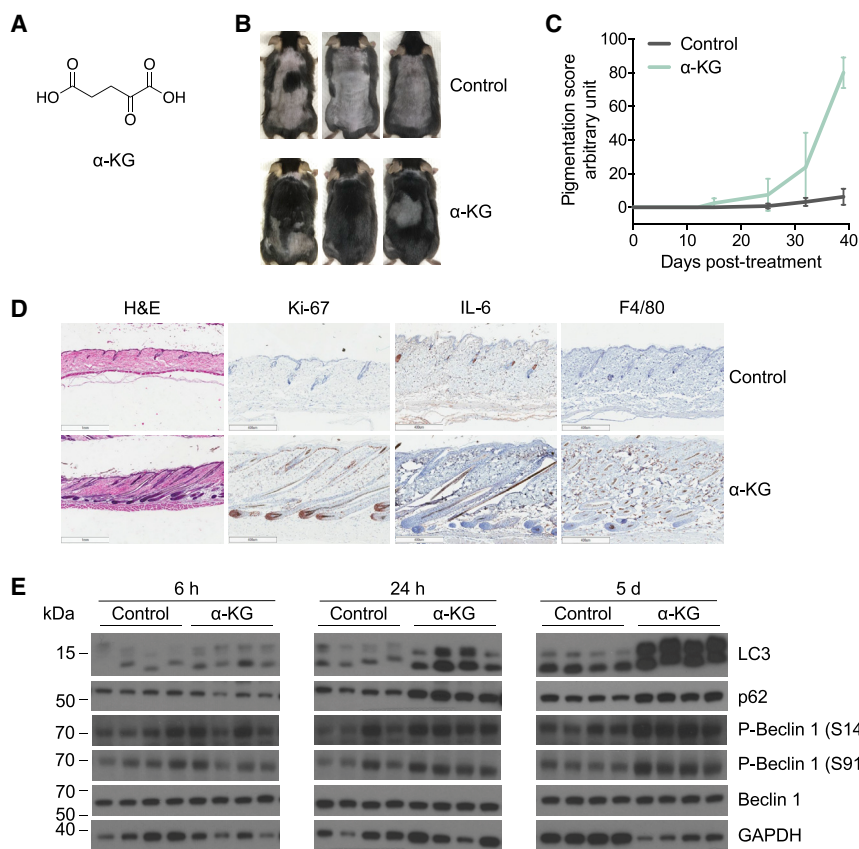 A
O
O
HO
OH
O
α-KG
B
Control
α-KG
C
Control
α-KG
Pigmentation score
arbitrary unit
100
80
60
40
20
0
0 10 20 30 40
Days post-treatment
D
H&E Ki-67 IL-6 F4/80
Control
α-KG
E
6 h 24 h 5 d
kDa Control α-KG Control α-KG Control α-KG
15 LC3
50 p62
70 P-Beclin 1 (S14
70 P-Beclin 1 (S91
70 Beclin 1
50
40 GAPDH